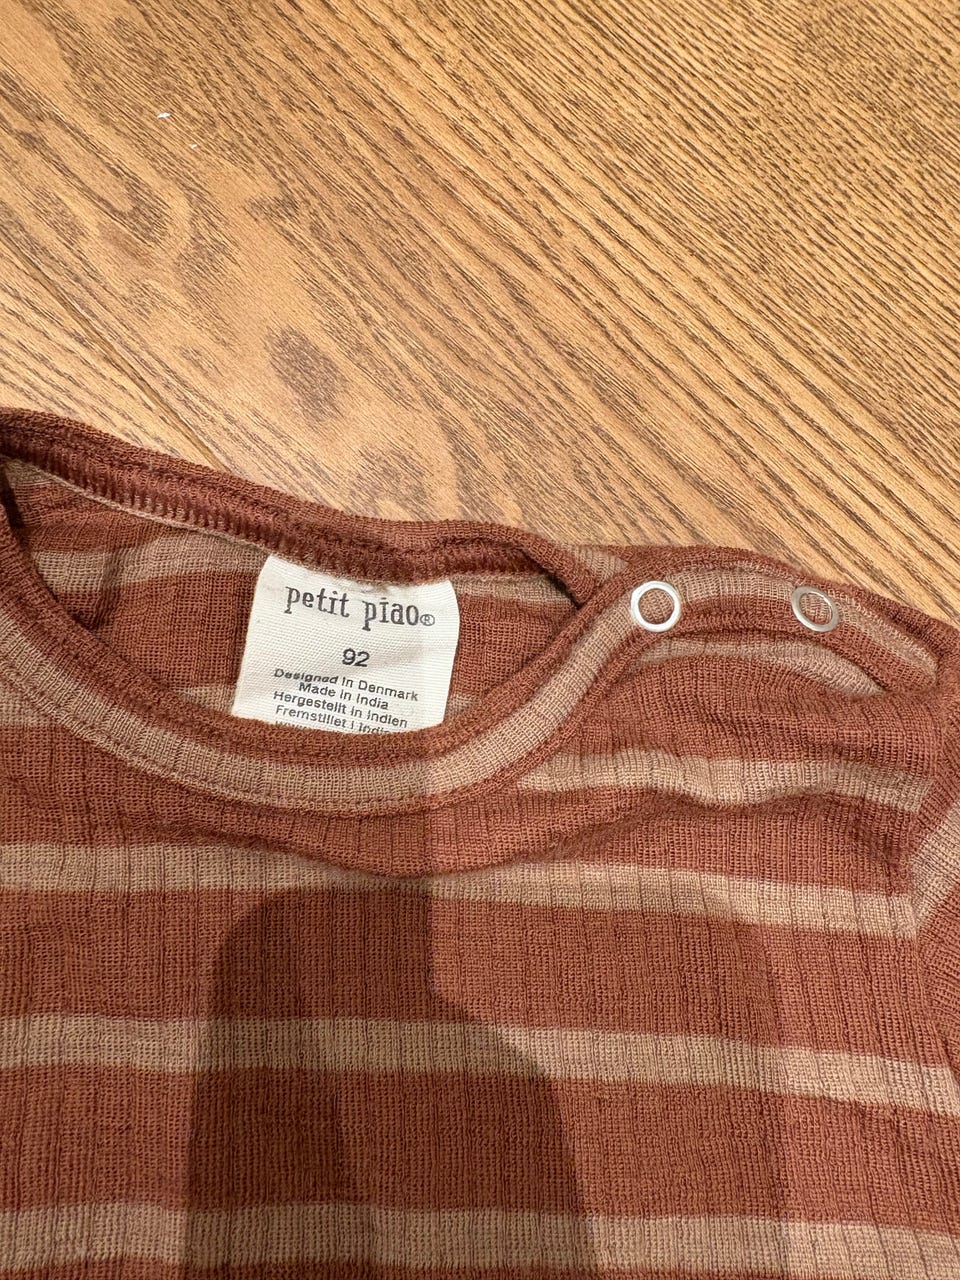 petit piao®
92
Designed in Denmark
Made in India
Hergestellt in Indien
Fremstillet i Indien